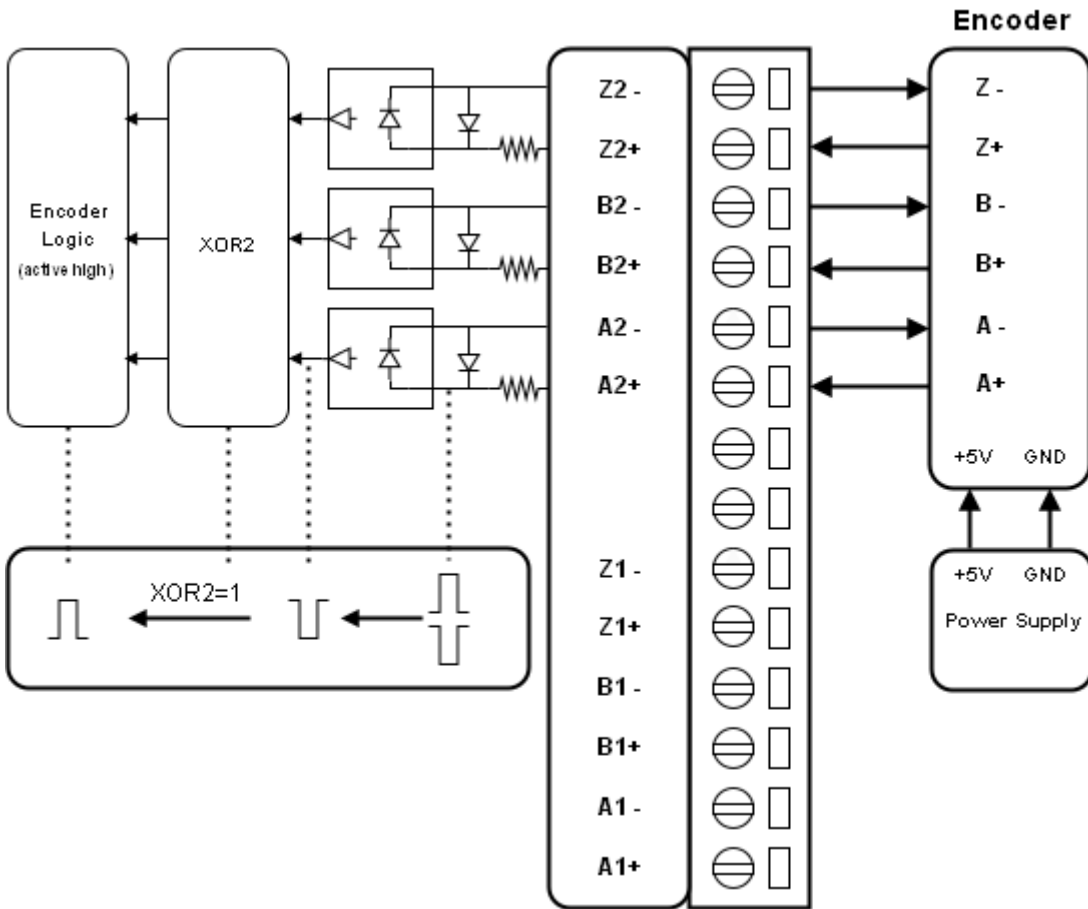 Encoder
Encoder
Logic
(active high)
XOR2
Z2 -
Z2+
B2 -
B2+
A2 -
A2+
Z1 -
Z1+
B1 -
B1+
A1 -
A1+
Z -
Z+
B -
B+
A -
A+
+5V GND
+5V GND
Power Supply
XOR2=1